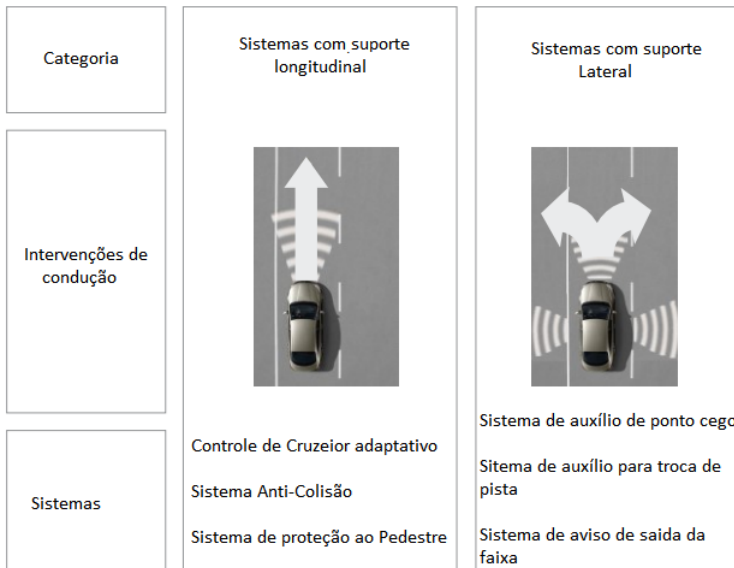 Categoria
Sistemas com suporte
longitudinal
Sistemas com suporte
Lateral
Intervenções de
condução
Sistemas
Controle de Cruzeior adaptativo
Sistema Anti-Colisão
Sistema de proteção ao Pedestre
Sistema de auxílio de ponto cego
Sitema de auxílio para troca de
pista
Sistema de aviso de saida da
faixa